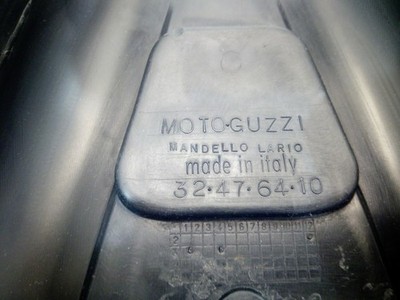 MOTO·GUZZI
MANDELLO LARIO
made in italy
32·47·64·10